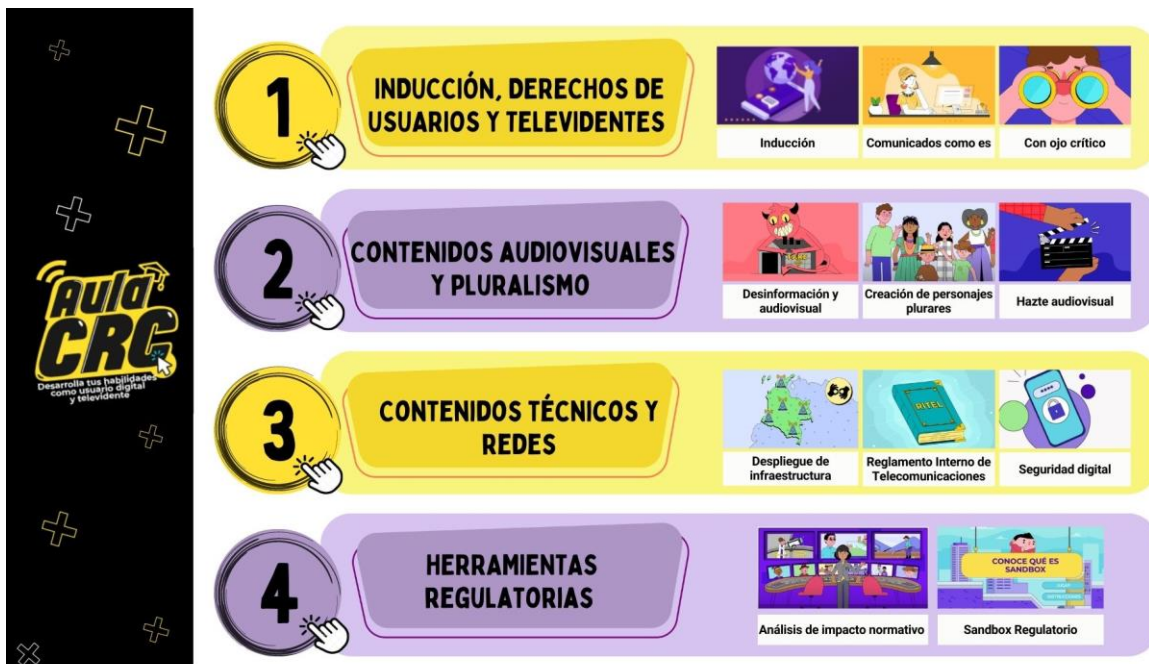 Aula
CRC
Desarrolla tus habilidades
como usuario digital
y televidente
1
INDUCCIÓN, DERECHOS DE
USUARIOS Y TELEVIDENTES
Inducción
Comunicados como es
Con ojo crítico
2
CONTENIDOS AUDIOVISUALES
Y PLURALISMO
Desinformación y
audiovisual
Creación de personajes
plurares
Hazte audiovisual
3
CONTENIDOS TÉCNICOS Y
REDES
Despliegue de
infraestructura
RITEL
Reglamento Interno de
Telecomunicaciones
Seguridad digital
4
HERRAMIENTAS
REGULATORIAS
Análisis de impacto normativo
CONOCE QUÉ ES
SANDBOX
Sandbox Regulatorio